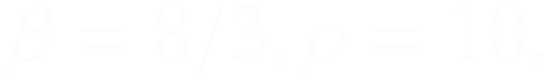 β = 8/3, ρ = 10,